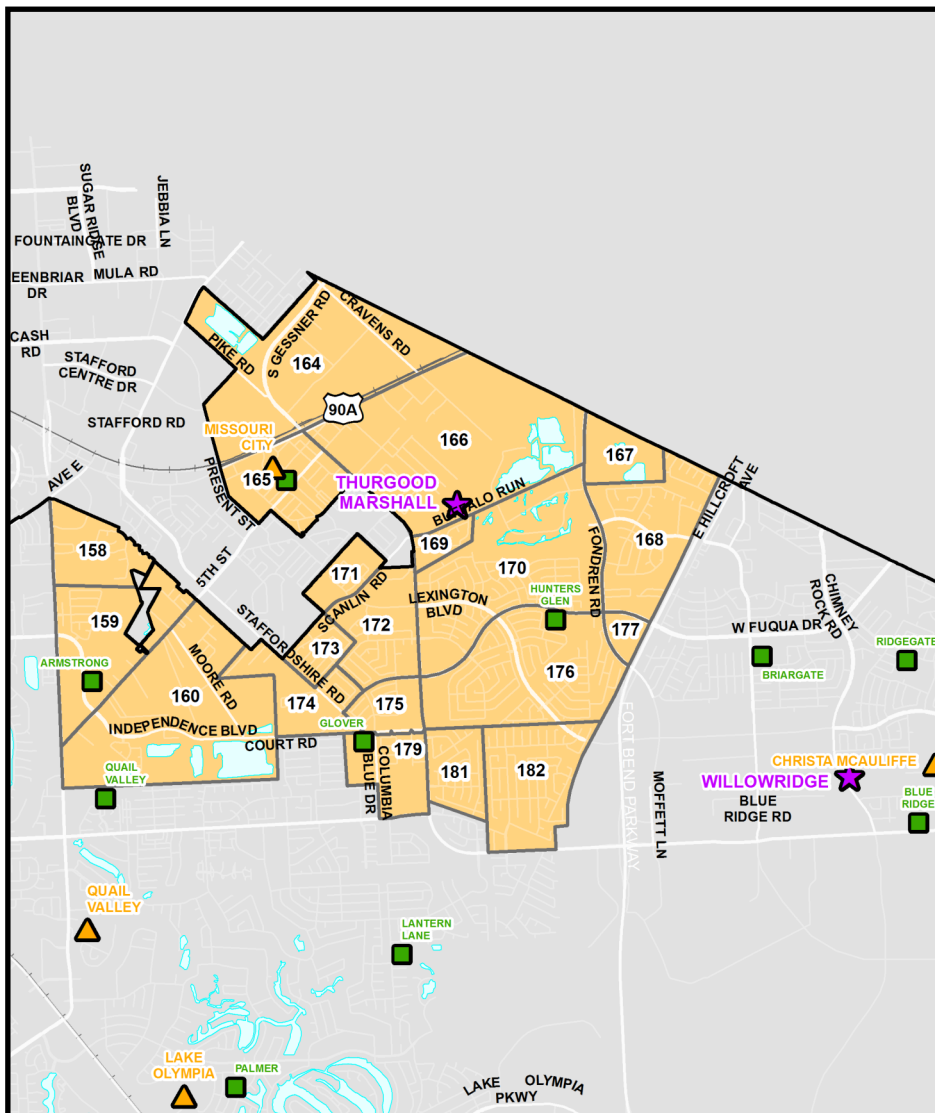 SUGAR RIDGE
BLVD
JEBBIA LN
FOUNTAINGATE DR
EENBRIAR
DR
MULA RD
CASH
RD
STAFFORD
CENTRE DR
STAFFORD RD
PIKE RD
S GESSNER RD
CRAVENS RD
164
90A
MISSOURI
CITY
166
167
165
AVE E
PRESENT ST
THURGOOD
MARSHALL
BUFFALO RUN
E HILLCROFT
AVE
158
5TH ST
169
168
171
170
FONDREN RD
SCANLIN RD
LEXINGTON
BLVD
HUNTERS
GLEN
CHIMNEY
ROCK RD
159
STAFFORDSHIRE RD
172
177
W FUQUA DR
RIDGEGATE
173
ARMSTRONG
MOORE RD
BRIARGATE
160
174
175
176
INDEPENDENCE BLVD
GLOVER
COURT RD
179
COLUMBIA
BLUE DR
181
182
FORT BEND PARKWAY
MOFFETT LN
CHRISTA MCAULIFFE
QUAIL
VALLEY
WILLOWRIDGE
BLUE
RIDGE RD
BLUE
RIDGE
QUAIL
VALLEY
LANTERN
LANE
LAKE
OLYMPIA
PALMER
LAKE OLYMPIA
PKWY